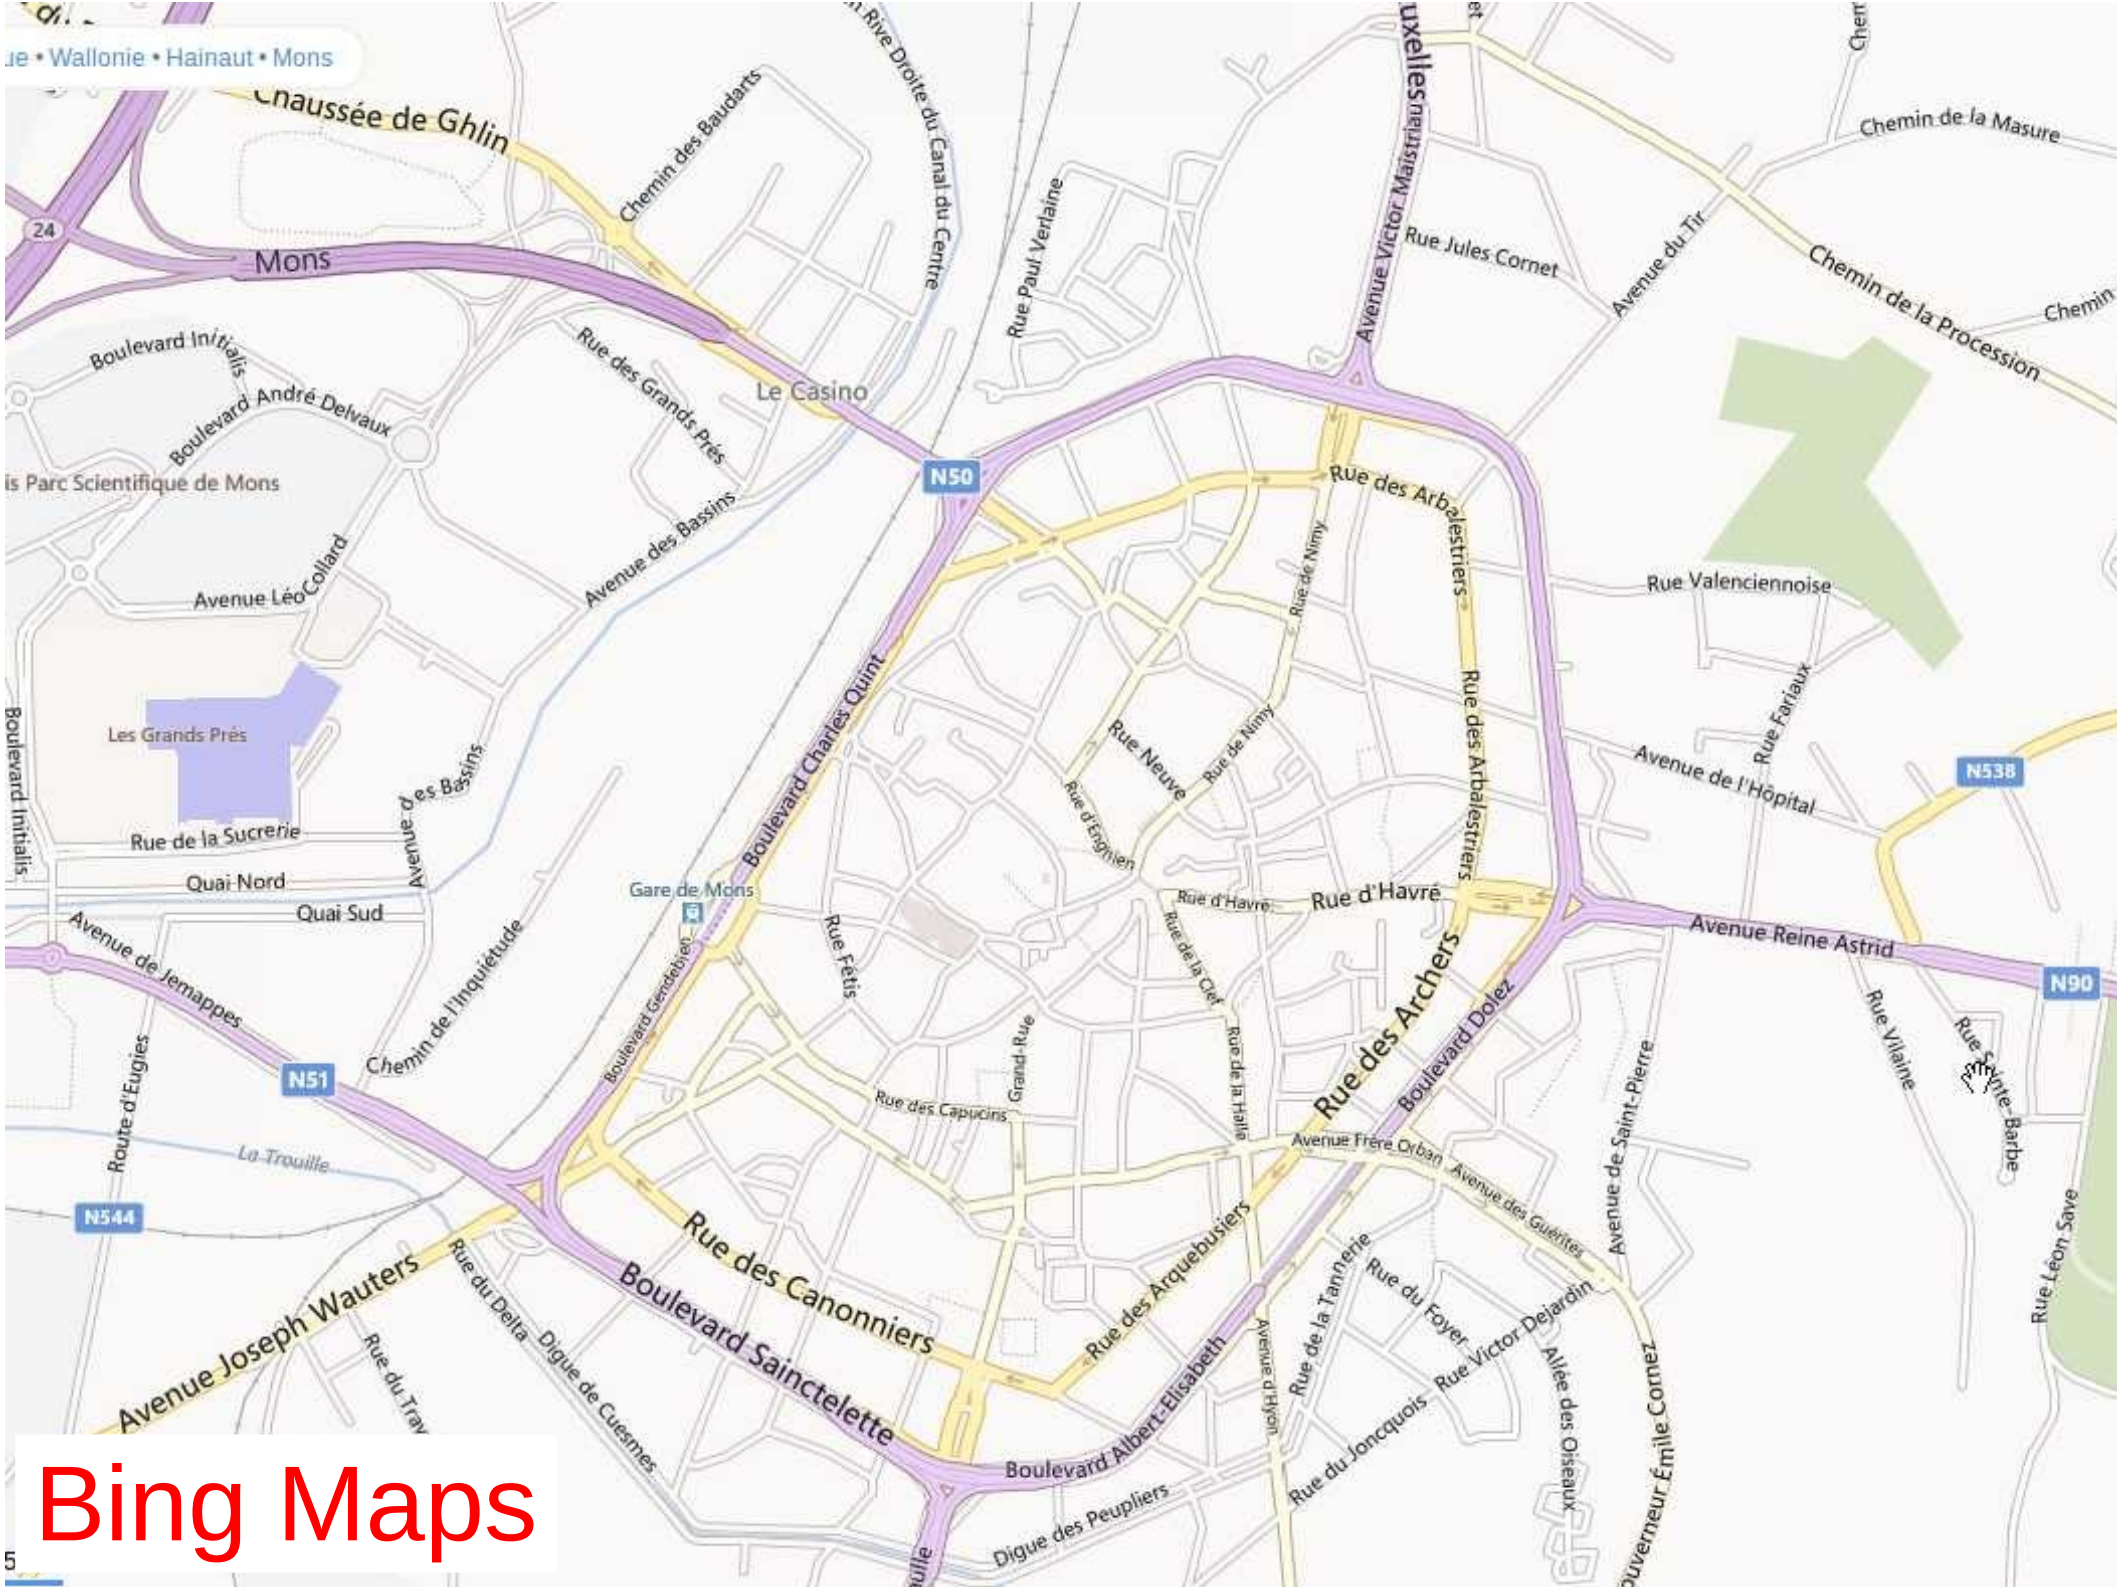 Wallonie • Hainaut • Mons
Chaussée de Ghlin
Chemin des Baudarts
Rive Droite du Canal du Centre
Rue Paul Verlaine
Avenue Victor Maistriau
Rue Jules Cornet
Avenue du Tir
Chemin de la Masure
Chemin de la Procession
Chemin
24
Mons
Boulevard Initialis
Boulevard André Delvaux
Rue des Grands Prés
Le Casino
N50
is Parc Scientifique de Mons
Avenue des Bassins
Avenue Léo Collard
Rue des Arbalestriers
Rue de Nimy
Rue Valenciennoise
Les Grands Prés
Boulevard Initialis
Boulevard Charles Quint
Rue Neuve
Rue de Nimy
Rue des Arbalestriers
Rue Fariaux
Avenue de l'Hôpital
N538
Avenue des Bassins
Rue de la Sucrerie
Quai Nord
Quai Sud
Gare de Mons
Rue d'Enghien
Rue d'Havré
Rue d'Havré
Avenue Reine Astrid
N90
Avenue de Jemappes
Chemin de l'Inquiétude
Boulevard Gendebien
Rue Fétis
Rue de la Clef
Rue des Archers
Boulevard Dolez
Rue Vilaine
Rue Sainte-Barbe
N51
Route d'Eugies
La Trouille
N544
Grand-Rue
Rue des Capucins
Rue de la Halle
Avenue Frère Orban
Avenue des Guérites
Avenue de Saint-Pierre
Rue Léon Save
Rue des Canonniers
Boulevard Sainctelette
Rue des Arquebusiers
Rue de la Tannerie
Rue du Foyer
Rue Victor Dejardin
Avenue Joseph Wauters
Rue du Delta
Digue de Cuesmes
Rue du Trav
Boulevard Albert-Elisabeth
Avenue d'Hyon
Rue du Joncquois
Allée des Oiseaux
ouverneur Émile Cornez
Digue des Peupliers
Bing Maps
5